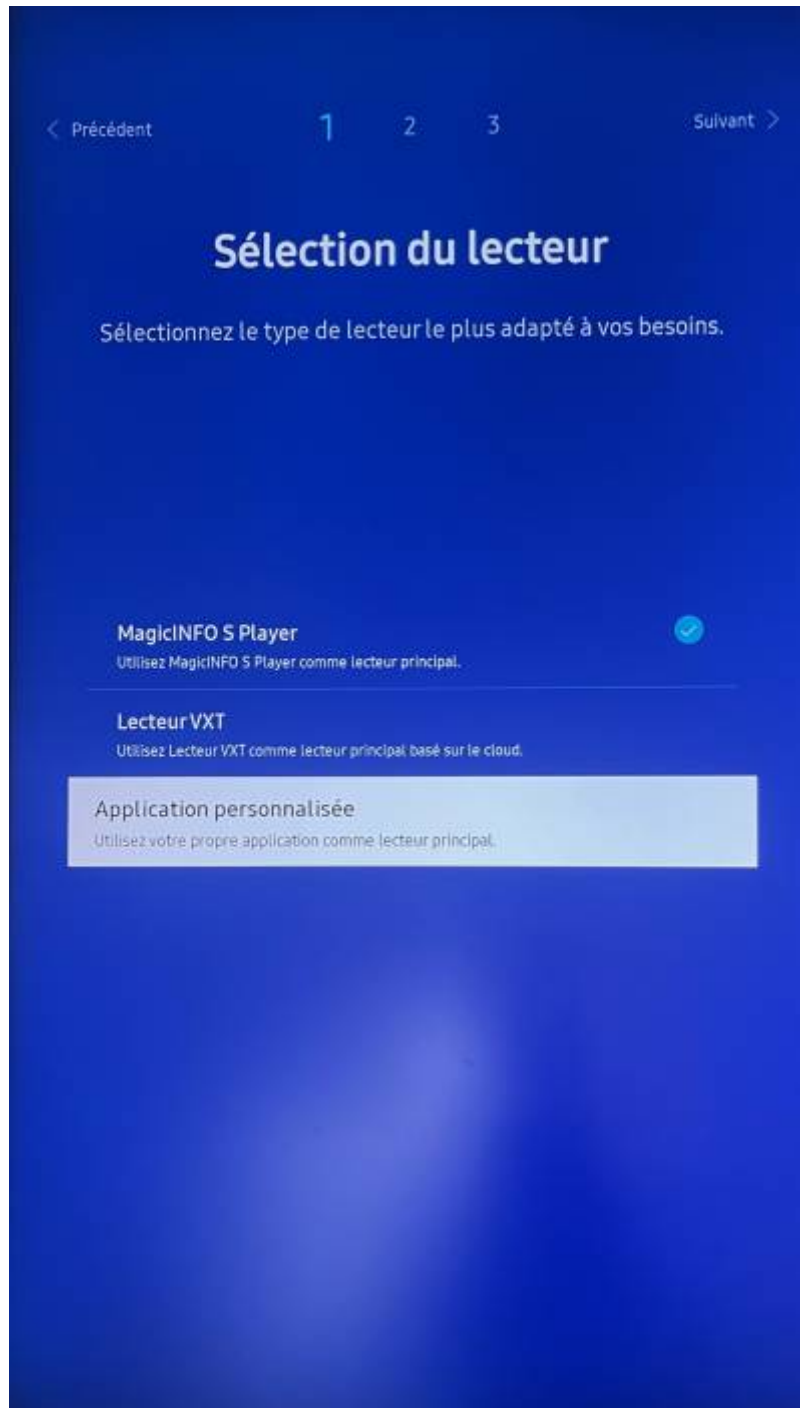 Précédent
1
2
3
Suivant
Sélection du lecteur
Sélectionnez le type de lecteur le plus adapté à vos besoins.
MagicINFO S Player
Utilisez MagicINFO S Player comme lecteur principal.
Lecteur VXT
Utilisez Lecteur VXT comme lecteur principal basé sur le cloud.
Application personnalisée
Utilisez votre propre application comme lecteur principal.